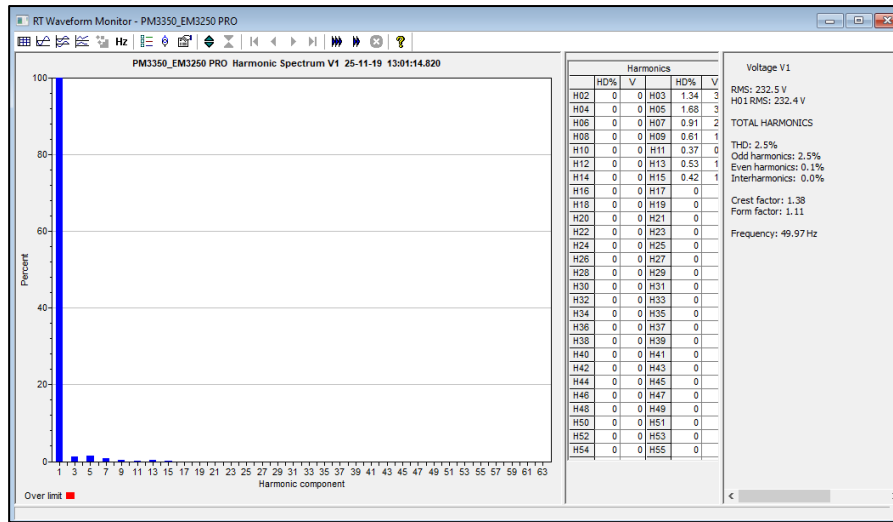 RT Waveform Monitor - PM3350_EM3250 PRO
Hz
PM3350_EM3250 PRO Harmonic Spectrum V1 25-11-19 13:01:14.820
100
80
60
40
20
0
Percent
1 3 5 7 9 11 13 15 17 19 21 23 25 27 29 31 33 35 37 39 41 43 45 47 49 51 53 55 57 59 61 63
Harmonic component
Over limit
Harmonics
HD% V HD% V
H02 0 0 H03 1.34 3
H04 0 0 H05 1.68 3
H06 0 0 H07 0.91 2
H08 0 0 H09 0.61 1
H10 0 0 H11 0.37 0
H12 0 0 H13 0.53 1
H14 0 0 H15 0.42 1
H16 0 0 H17 0
H18 0 0 H19 0
H20 0 0 H21 0
H22 0 0 H23 0
H24 0 0 H25 0
H26 0 0 H27 0
H28 0 0 H29 0
H30 0 0 H31 0
H32 0 0 H33 0
H34 0 0 H35 0
H36 0 0 H37 0
H38 0 0 H39 0
H40 0 0 H41 0
H42 0 0 H43 0
H44 0 0 H45 0
H46 0 0 H47 0
H48 0 0 H49 0
H50 0 0 H51 0
H52 0 0 H53 0
H54 0 0 H55 0
Voltage V1
RMS: 232.5 V
H01 RMS: 232.4 V
TOTAL HARMONICS
THD: 2.5%
Odd harmonics: 2.5%
Even harmonics: 0.1%
Interharmonics: 0.0%
Crest factor: 1.38
Form factor: 1.11
Frequency: 49.97 Hz